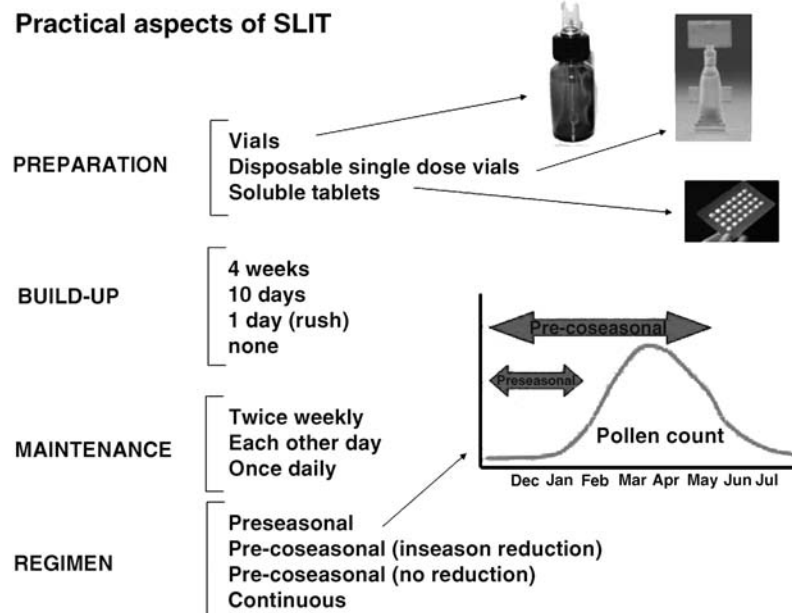 Practical aspects of SLIT
PREPARATION
Vials
Disposable single dose vials
Soluble tablets
BUILD-UP
4 weeks
10 days
1 day (rush)
none
MAINTENANCE
Twice weekly
Each other day
Once daily
REGIMEN
Preseasonal
Pre-coseasonal (inseason reduction)
Pre-coseasonal (no reduction)
Continuous
Pre-coseasonal
Preseasonal
Pollen count
Dec Jan Feb Mar Apr May Jun Jul